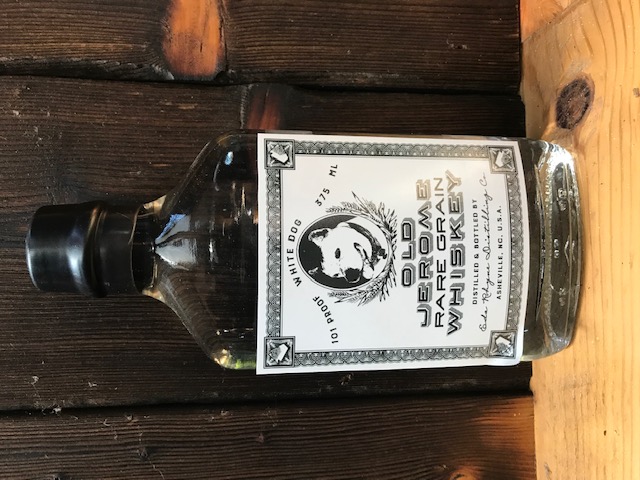 101 PROOF WHITE DOG 375 ML
OLD
JEROME
RARE GRAIN
WHISKEY
DISTILLED & BOTTLED BY
Eda Rhyne Distilling Co
ASHEVILLE, NC. U.S.A.